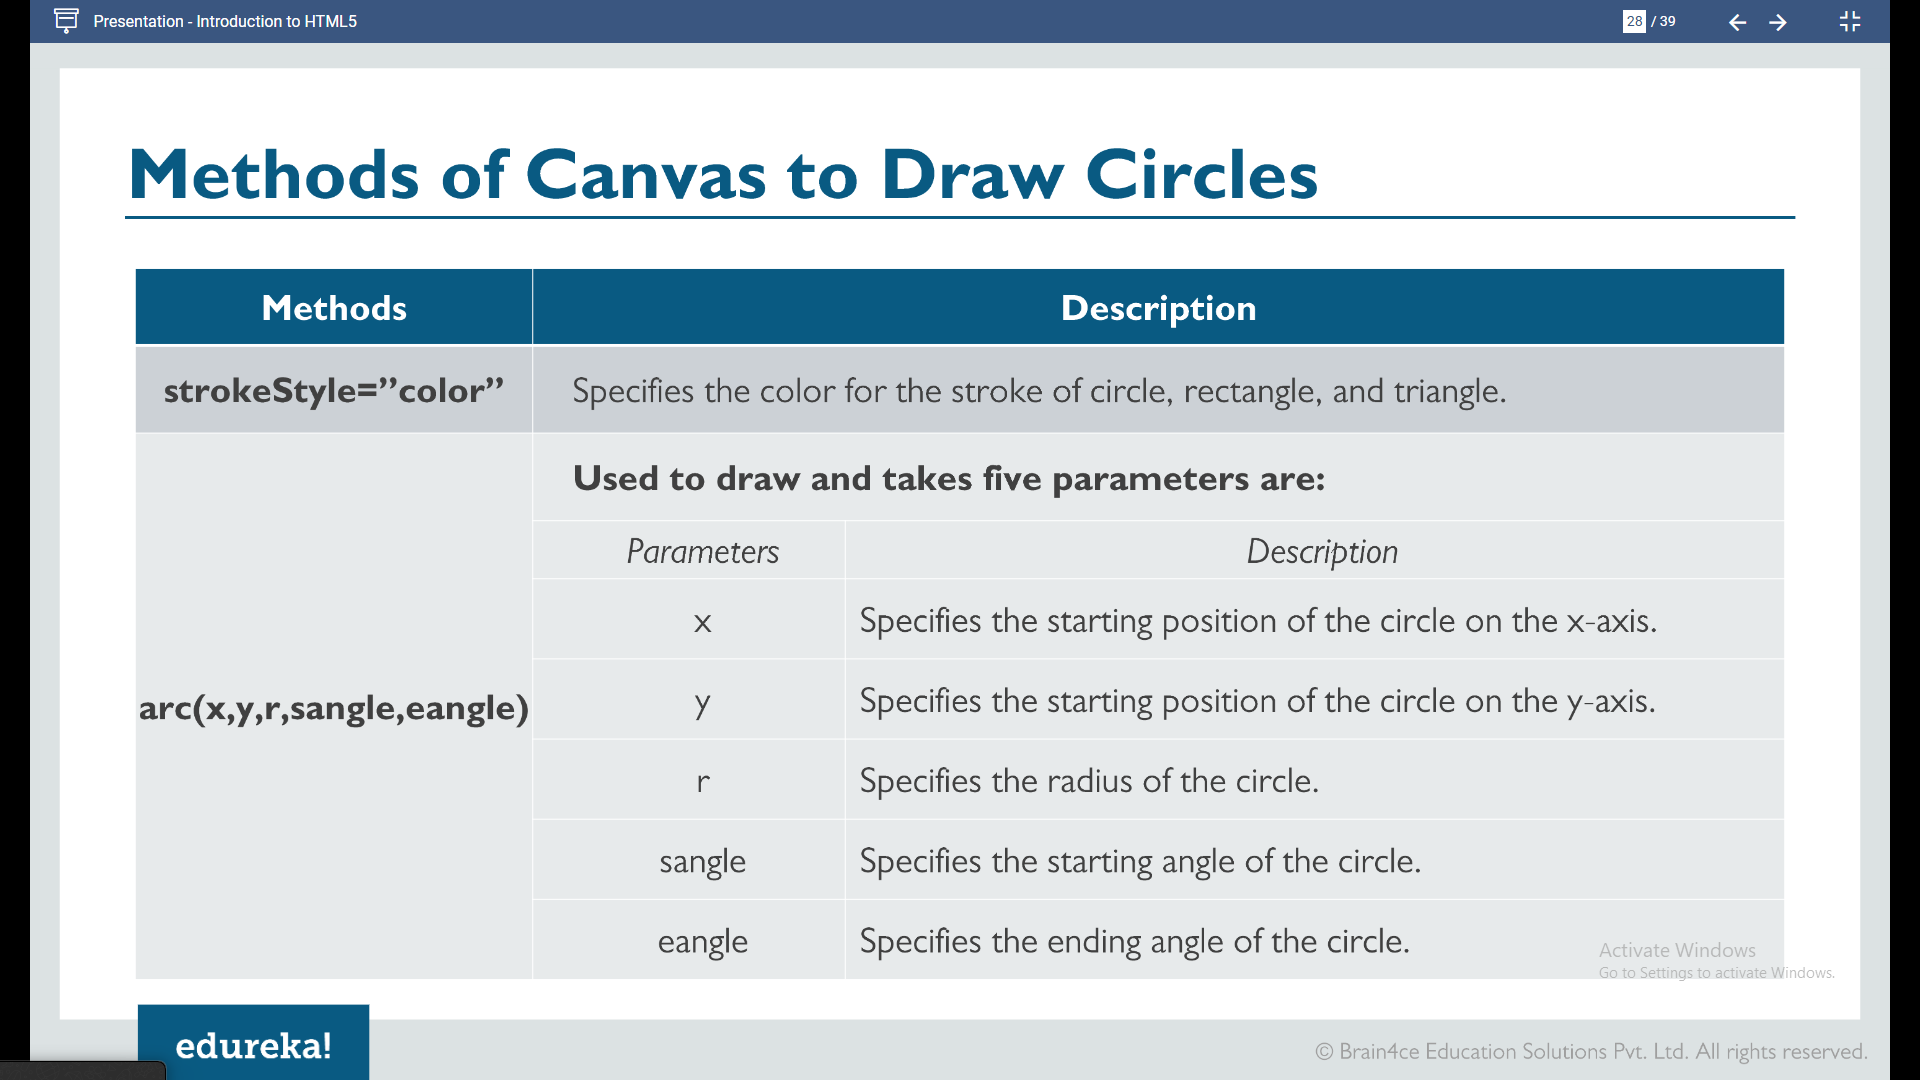 Presentation - Introduction to HTML5
28 / 39
Methods of Canvas to Draw Circles
Methods Description
strokeStyle=”color” Specifies the color for the stroke of circle, rectangle, and triangle.
Used to draw and takes five parameters are:
Parameters Description
x Specifies the starting position of the circle on the x-axis.
y Specifies the starting position of the circle on the y-axis.
arc(x,y,r,sangle,eangle)
r Specifies the radius of the circle.
sangle Specifies the starting angle of the circle.
eangle Specifies the ending angle of the circle.
Activate Windows
Go to Settings to activate Windows.
edureka!
© Brain4ce Education Solutions Pvt. Ltd. All rights reserved.